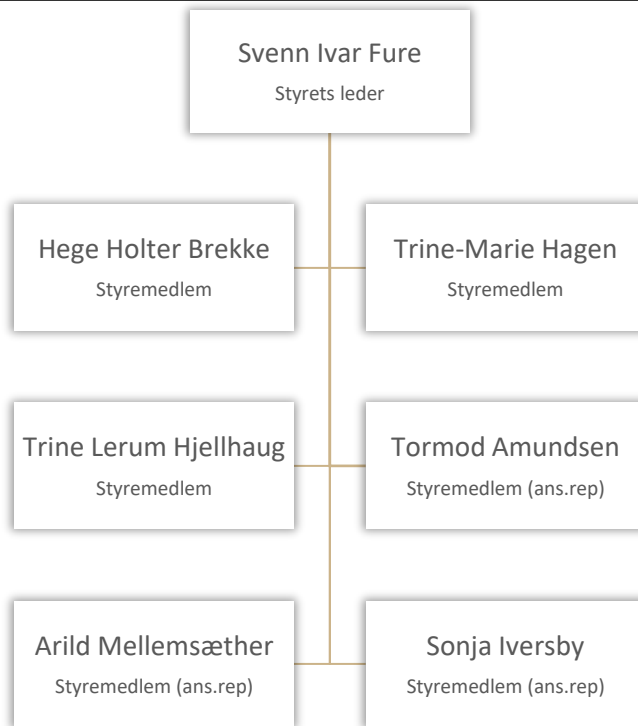 Svenn Ivar Fure
Styrets leder
Hege Holter Brekke
Styremedlem
Trine-Marie Hagen
Styremedlem
Trine Lerum Hjellhaug
Styremedlem
Tormod Amundsen
Styremedlem (ans.rep)
Arild Mellemsæther
Styremedlem (ans.rep)
Sonja Iversby
Styremedlem (ans.rep)